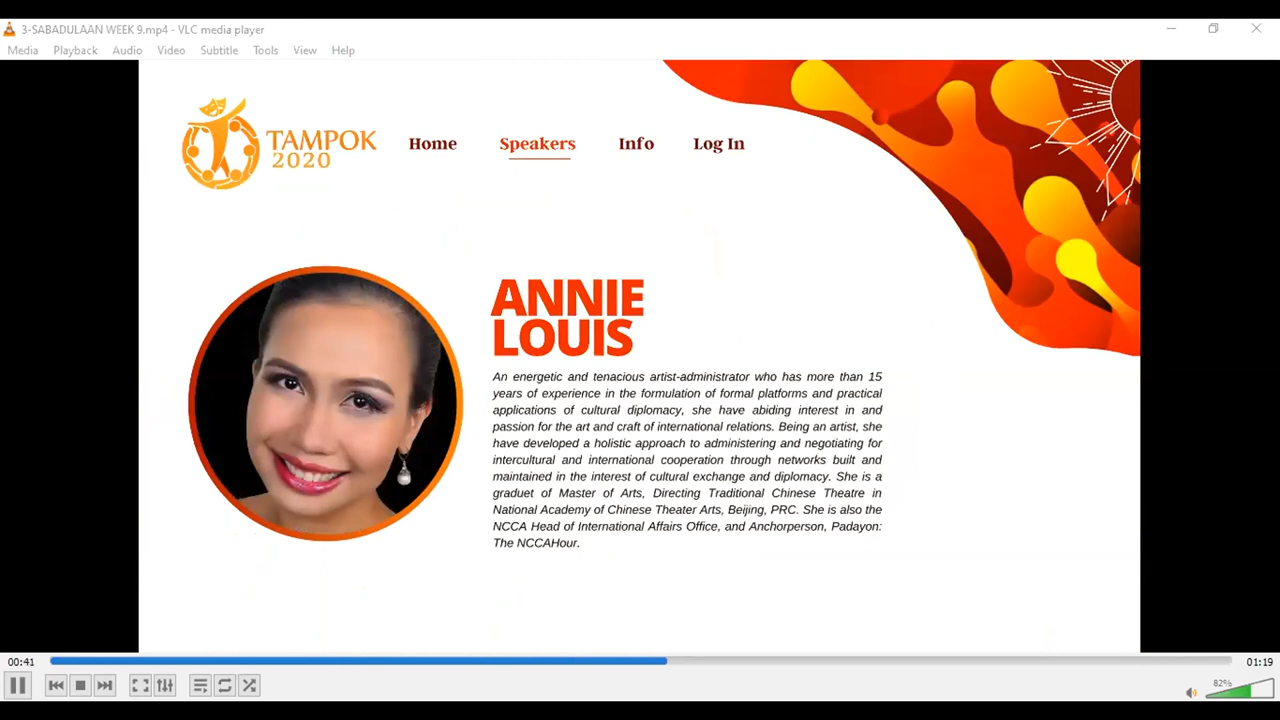 3-SABADULAAN WEEK 9.mp4 - VLC media player
Media Playback Audio Video Subtitle Tools View Help
TAMPOK
2020
Home Speakers Info Log In
ANNIE
LOUIS
An energetic and tenacious artist-administrator who has more than 15
years of experience in the formulation of formal platforms and practical
applications of cultural diplomacy, she have abiding interest in and
passion for the art and craft of international relations. Being an artist, she
have developed a holistic approach to administering and negotiating for
intercultural and international cooperation through networks built and
maintained in the interest of cultural exchange and diplomacy. She is a
graduet of Master of Arts, Directing Traditional Chinese Theatre in
National Academy of Chinese Theater Arts, Beijing, PRC. She is also the
NCCA Head of International Affairs Office, and Anchorperson, Padayon:
The NCCAHour.
00:41 01:19
82%